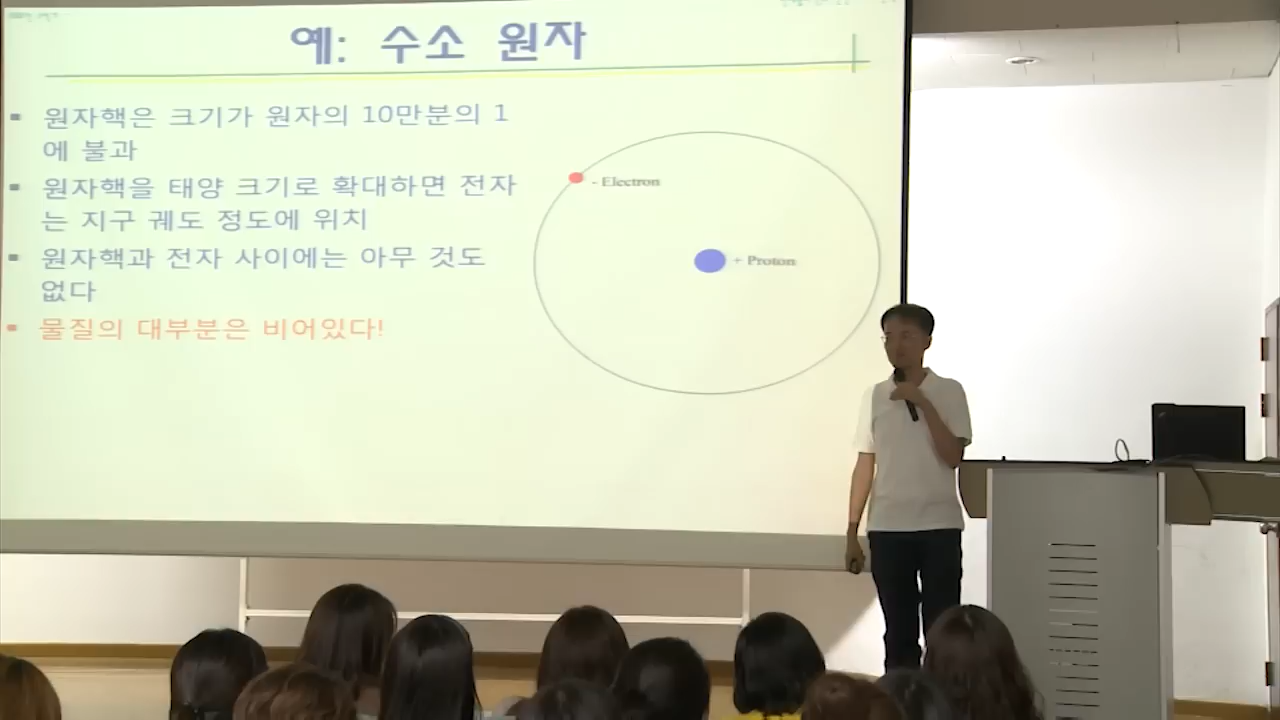 예: 수소 원자
원자핵은 크기가 원자의 10만분의 1
에 불과
원자핵을 태양 크기로 확대하면 전자
는 지구 궤도 정도에 위치
원자핵과 전자 사이에는 아무 것도
없다
물질의 대부분은 비어있다!
- Electron
+ Proton